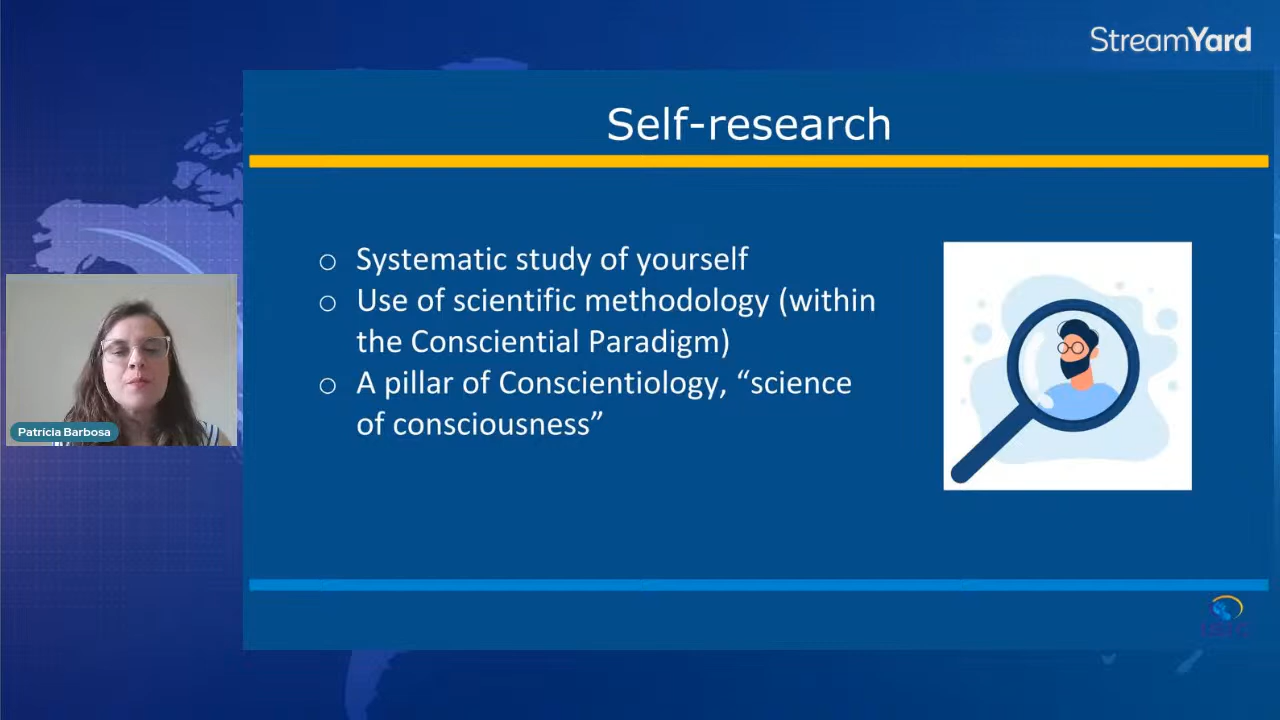 StreamYard
Self-research
Systematic study of yourself
Use of scientific methodology (within
the Consciential Paradigm)
A pillar of Conscientiology, “science
of consciousness”
Patrícia Barbosa